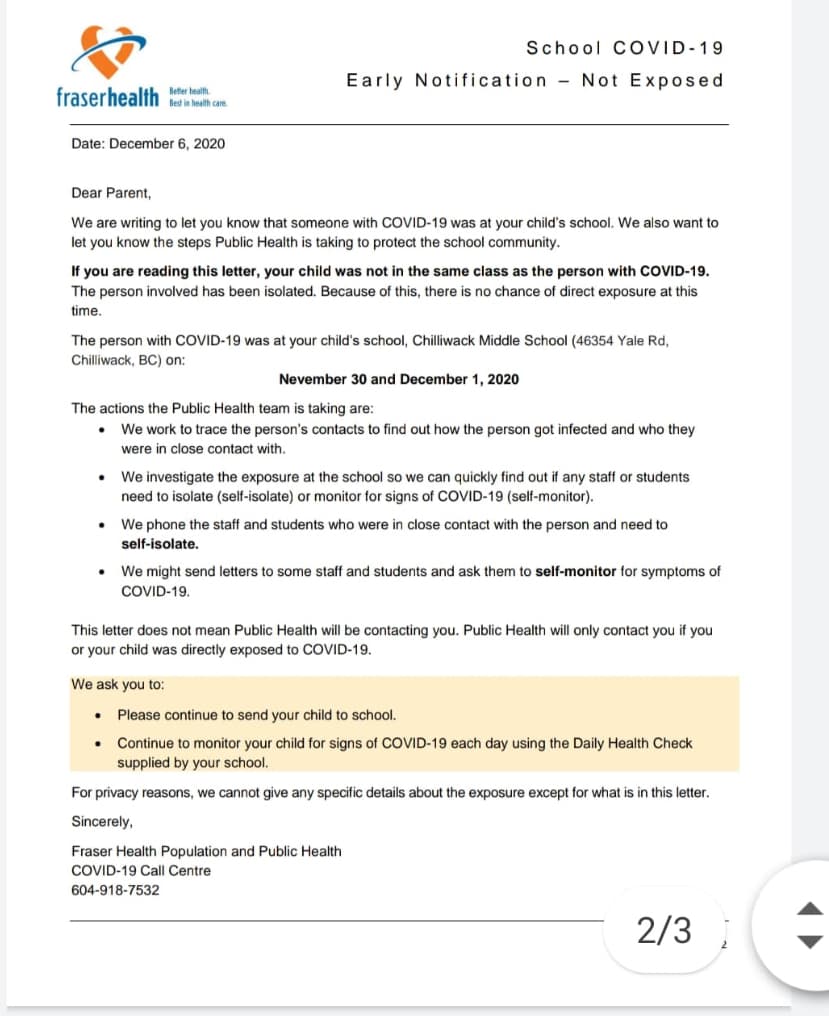 fraserhealth
Better health.
Best in health care.
School COVID-19
Early Notification – Not Exposed
Date: December 6, 2020
Dear Parent,
We are writing to let you know that someone with COVID-19 was at your child's school. We also want to
let you know the steps Public Health is taking to protect the school community.
If you are reading this letter, your child was not in the same class as the person with COVID-19.
The person involved has been isolated. Because of this, there is no chance of direct exposure at this
time.
The person with COVID-19 was at your child's school, Chilliwack Middle School (46354 Yale Rd,
Chilliwack, BC) on:
Nevember 30 and December 1, 2020
The actions the Public Health team is taking are:
• We work to trace the person's contacts to find out how the person got infected and who they
were in close contact with.
• We investigate the exposure at the school so we can quickly find out if any staff or students
need to isolate (self-isolate) or monitor for signs of COVID-19 (self-monitor).
• We phone the staff and students who were in close contact with the person and need to
self-isolate.
• We might send letters to some staff and students and ask them to self-monitor for symptoms of
COVID-19.
This letter does not mean Public Health will be contacting you. Public Health will only contact you if you
or your child was directly exposed to COVID-19.
We ask you to:
• Please continue to send your child to school.
• Continue to monitor your child for signs of COVID-19 each day using the Daily Health Check
supplied by your school.
For privacy reasons, we cannot give any specific details about the exposure except for what is in this letter.
Sincerely,
Fraser Health Population and Public Health
COVID-19 Call Centre
604-918-7532
2/3